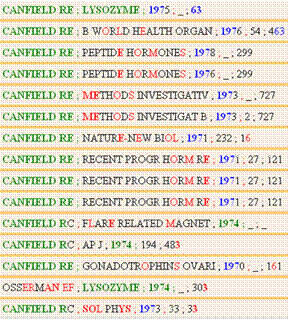 CANFIELD RE ; LYSOZYME ; 1975 ; _ ; 63
CANFIELD RE ; B WORLD HEALTH ORGAN ; 1976 ; 54 ; 463
CANFIELD RE ; PEPTIDE HORMONES ; 1978 ; _ ; 299
CANFIELD RE ; PEPTIDE HORMONES ; 1976 ; _ ; 299
CANFIELD RE ; METHODS INVESTIGATIV ; 1973 ; _ ; 727
CANFIELD RE ; METHODS INVESTIGAT B ; 1973 ; 2 ; 727
CANFIELD RE ; NATURE-NEW BIOL ; 1971 ; 232 ; 16
CANFIELD RE ; RECENT PROGR HORM RE ; 1971 ; 27 ; 121
CANFIELD RE ; RECENT PROGR HORM RE ; 1971 ; 27 ; 121
CANFIELD RE ; RECENT PROGR HORM RE ; 1971 ; 27 ; 121
CANFIELD RC ; FLARE RELATED MAGNET ; 1974 ; _ ; _
CANFIELD RC ; AP J ; 1974 ; 194 ; 483
CANFIELD RE ; GONADOTROPHINS OVARI ; 1970 ; _ ; 161
OSSERMAN EF ; LYSOZYME ; 1974 ; _ ; 303
CANFIELD RC ; SOL PHYS ; 1973 ; 33 ; 33